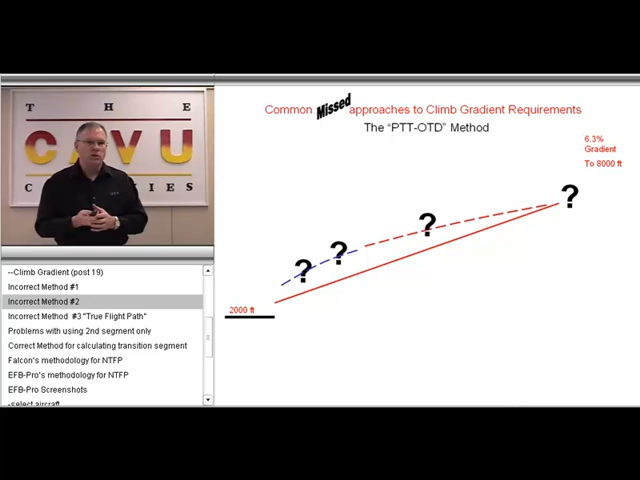 T H E
CAVU
C
NIES
Common Missed approaches to Climb Gradient Requirements
The "PTT-OTD" Method
6.3%
Gradient
To 8000 ft
?
?
?
?
2000 ft
--Climb Gradient (post 19)
Incorrect Method #1
Incorrect Method #2
Incorrect Method #3 "True Flight Path"
Problems with using 2nd segment only
Correct Method for calculating transition segment
Falcon's methodology for NTFP
EFB-Pro's methodology for NTFP
EFB-Pro Screenshots
-select aircraft